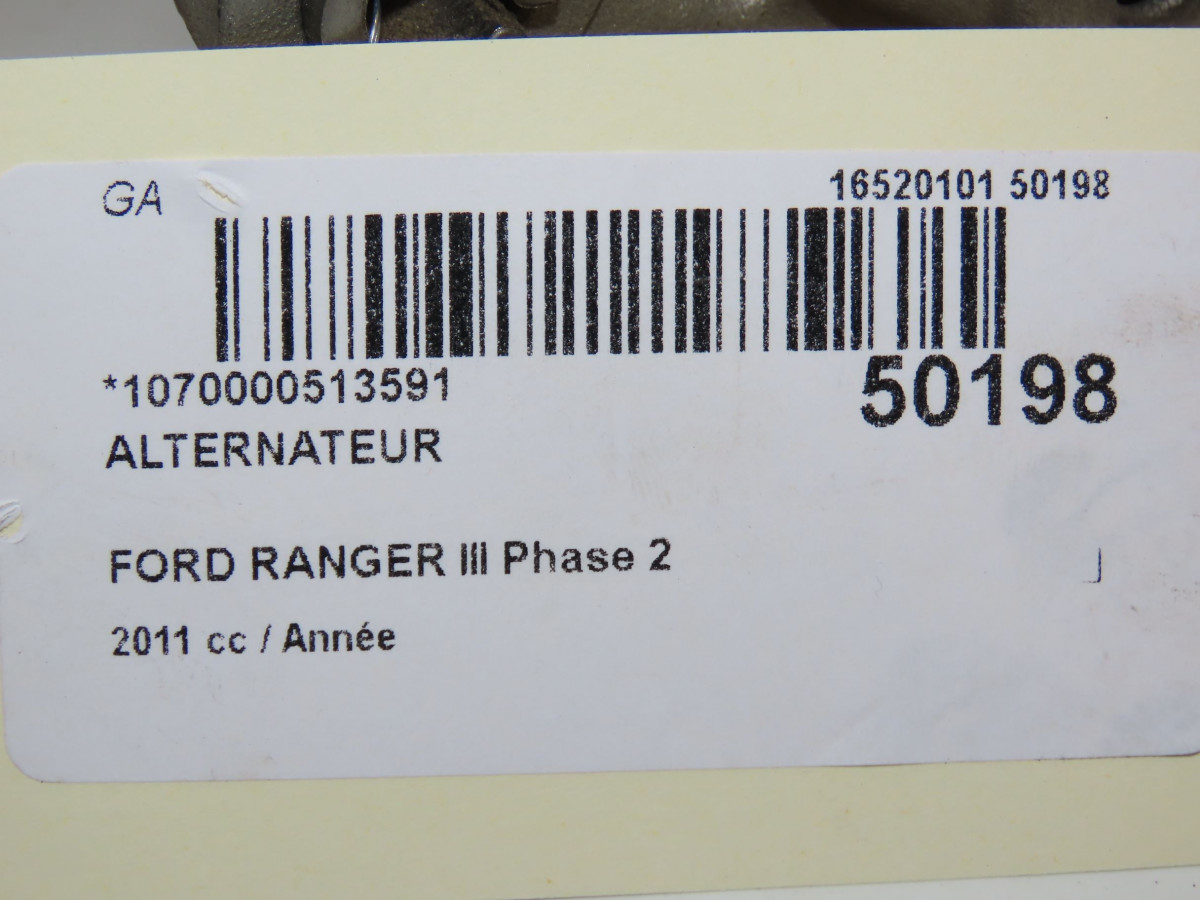 GA
16520101 50198
*1070000513591
50198
ALTERNATEUR
FORD RANGER III Phase 2
2011 cc / Année